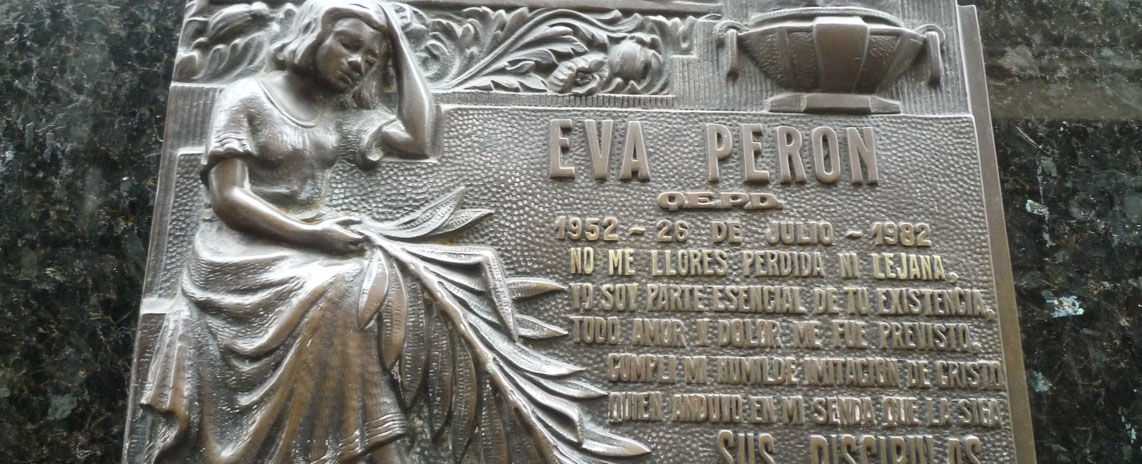 EVA PERON
Q.E.P.D.
1952 - 26 DE JULIO - 1982
NO ME LLORES PERDIDA NI LEJANA,
YO SOY PARTE ESENCIAL DE TU EXISTENCIA.
TODO AMOR Y DOLOR ME FUE PREVISTO.
CUMPLI MI HUMILDE IMITACION DE CRISTO
QUIEN ANDUVO EN MI SENDA QUE LA SIGA
SUS DISCIPULOS